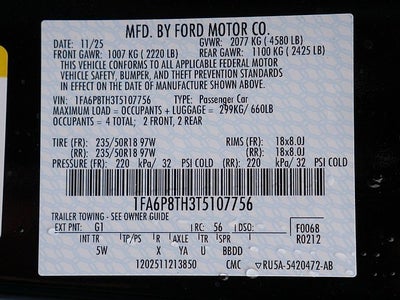 MFD. BY FORD MOTOR CO.
DATE: 11/25 GVWR: 2077 KG ( 4580 LB)
FRONT GAWR: 1007 KG ( 2220 LB) REAR GAWR: 1100 KG ( 2425 LB)
THIS VEHICLE CONFORMS TO ALL APPLICABLE FEDERAL MOTOR
VEHICLE SAFETY, BUMPER, AND THEFT PREVENTION STANDARDS
IN EFFECT ON THE DATE OF MANUFACTURE SHOWN ABOVE.
VIN: 1FA6P8TH3T5107756 TYPE: Passenger Car
MAXIMUM LOAD = OCCUPANTS + LUGGAGE = 299KG/ 660LB
OCCUPANTS = 4 TOTAL; 2 FRONT, 2 REAR
TIRE (FR): 235/50R18 97W RIMS (FR): 18x8.0J
(RR): 235/50R18 97W (RR): 18x8.0J
PRESSURE (FR): 220 kPa/ 32 PSI COLD (RR): 220 kPa/ 32 PSI COLD
1FA6P8TH3T5107756
TRAILER TOWING - SEE OWNER GUIDE
EXT PNT: G1 RC: 56 DSO: F0068
INT TR TP/PS R AXLE TR SPR R0212
5W X YA U BBDD
1202511213850 CMC ▽RU5A-5420472-AB